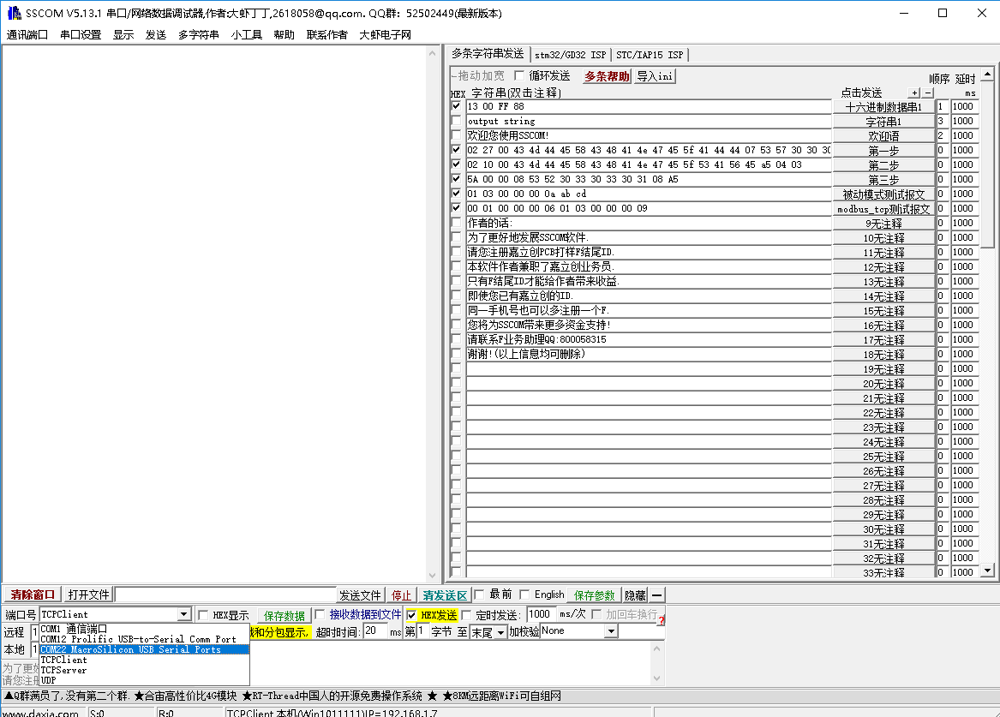 SSCOM V5.13.1 串口/网络数据调试器,作者:大虾丁丁,2618058@qq.com. QQ群: 52502449(最新版本)
通讯端口 串口设置 显示 发送 多字符串 小工具 帮助 联系作者 大虾电子网
多条字符串发送 stm32/GD32 ISP STC/IAP15 ISP
拖动加宽 循环发送 多条帮助 导入ini 顺序 延时
HEX 字符串(双击注释) 点击发送 + − ms
13 00 FF 88 十六进制数据串1 1 1000
output string 字符串1 3 1000
欢迎您使用SSCOM! 欢迎语 2 1000
02 27 00 43 4d 44 45 58 43 48 41 4e 47 45 5f 41 44 44 07 53 57 30 30 30 第一步 0 1000
02 10 00 43 4d 44 45 58 43 48 41 4e 47 45 5f 53 41 56 45 a5 04 03 第二步 0 1000
5A 00 00 08 53 52 30 33 30 33 30 31 08 A5 第三步 0 1000
01 03 00 00 00 0a ab cd 被动模式测试报文 0 1000
00 01 00 00 00 06 01 03 00 00 00 09 modbus_tcp测试报文 0 1000
作者的话: 9无注释 0 1000
为了更好地发展SSCOM软件. 10无注释 0 1000
请您注册嘉立创PCB打样F结尾ID. 11无注释 0 1000
本软件作者兼职了嘉立创业务员. 12无注释 0 1000
只有F结尾ID才能给作者带来收益. 13无注释 0 1000
即使您已有嘉立创的ID. 14无注释 0 1000
同一手机号也可以多注册一个F. 15无注释 0 1000
您将为SSCOM带来更多资金支持! 16无注释 0 1000
请联系F业务助理QQ:800058315 17无注释 0 1000
谢谢!(以上信息均可删除) 18无注释 0 1000
19无注释 0 1000
20无注释 0 1000
21无注释 0 1000
22无注释 0 1000
23无注释 0 1000
24无注释 0 1000
25无注释 0 1000
26无注释 0 1000
27无注释 0 1000
28无注释 0 1000
29无注释 0 1000
30无注释 0 1000
31无注释 0 1000
32无注释 0 1000
33无注释 0 1000
清除窗口 打开文件 发送文件 停止 清发送区 最前 English 保存参数 隐藏 −
端口号 TCPClient HEX显示 保存数据 接收数据到文件 HEX发送 定时发送: 1000 ms/次 加回车换行 ?
远程 1 和分包显示, 超时时间: 20 ms 第 1 字节 至 末尾 加校验 None
本地 1
COM1 通信端口
COM12 Prolific USB-to-Serial Comm Port
COM22 MacroSilicon USB Serial Ports
TCPClient
TCPServer
UDP
为了更好
请您注册
▲Q群满员了,没有第二个群. ★合宙高性价比4G模块 ★RT-Thread中国人的开源免费操作系统 ★ ★8KM远距离WiFi可自组网
www.daxia.com S:0 R:0 TCPClient 本机(Win1011111)IP=192.168.1.7